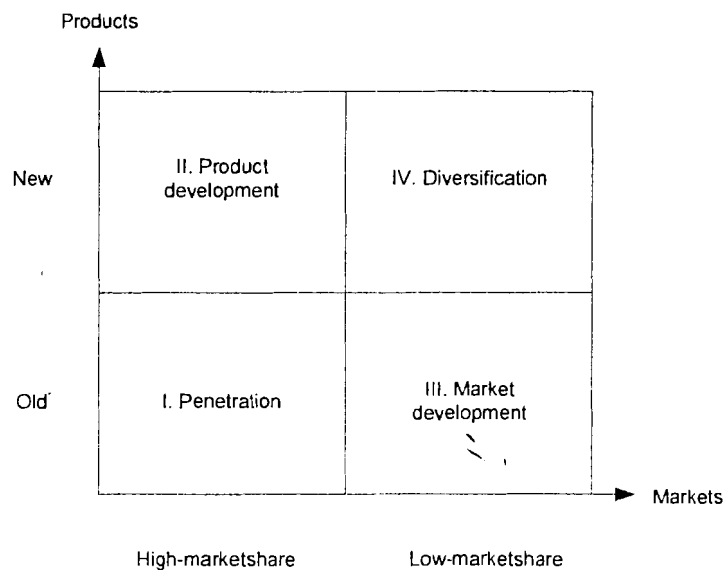 Products
New
II. Product
development
IV. Diversification
Old
I. Penetration
III. Market
development
Markets
High-marketshare
Low-marketshare